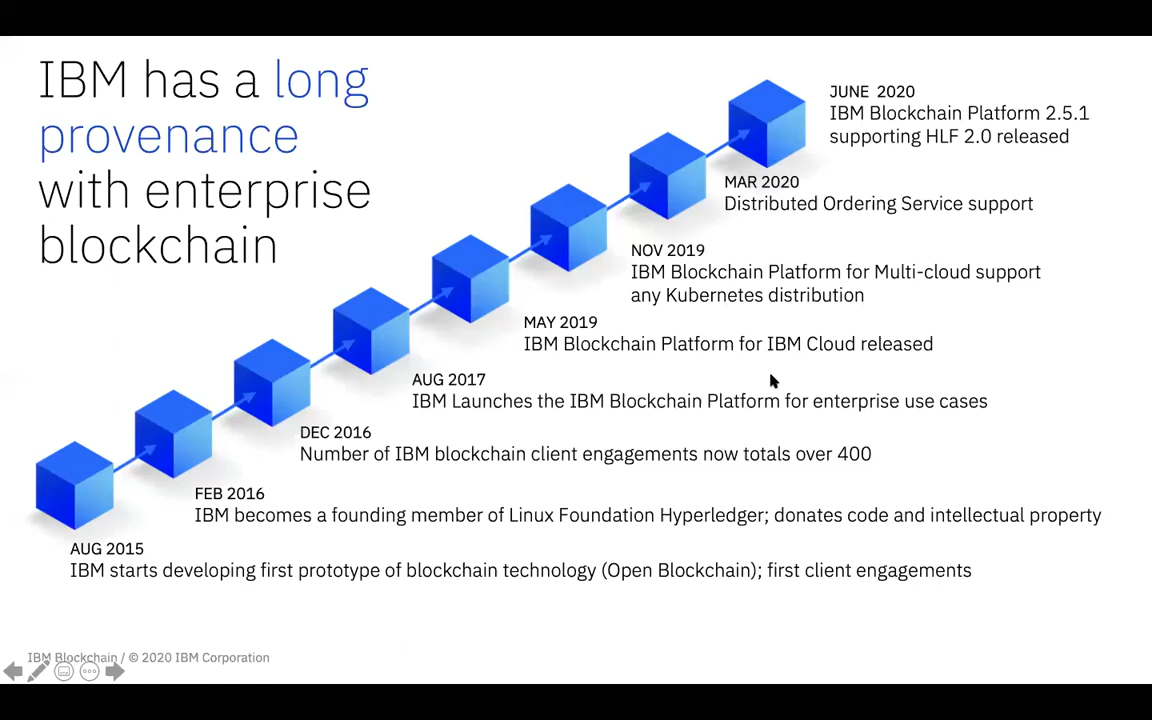 IBM has a long
provenance
with enterprise
blockchain
JUNE  2020
IBM Blockchain Platform 2.5.1
supporting HLF 2.0 released
MAR 2020
Distributed Ordering Service support
NOV 2019
IBM Blockchain Platform for Multi-cloud support
any Kubernetes distribution
MAY 2019
IBM Blockchain Platform for IBM Cloud released
AUG 2017
IBM Launches the IBM Blockchain Platform for enterprise use cases
DEC 2016
Number of IBM blockchain client engagements now totals over 400
FEB 2016
IBM becomes a founding member of Linux Foundation Hyperledger; donates code and intellectual property
AUG 2015
IBM starts developing first prototype of blockchain technology (Open Blockchain); first client engagements
IBM Blockchain / © 2020 IBM Corporation